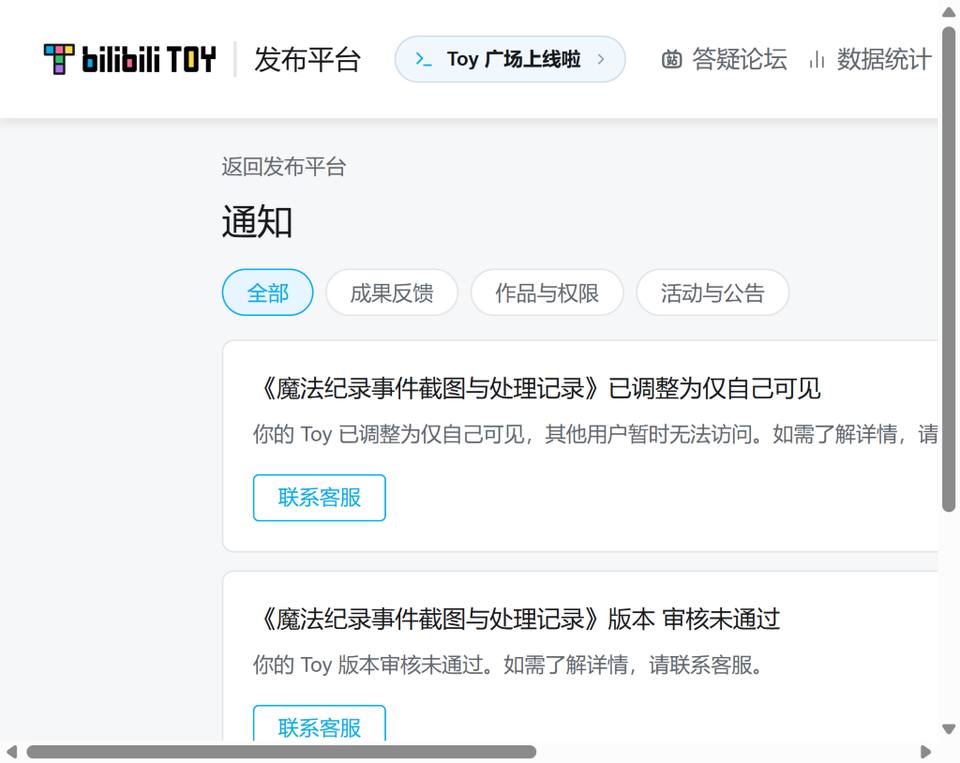 bilibili TOY 发布平台 Toy 广场上线啦 答疑论坛 数据统计
返回发布平台
通知
全部 成果反馈 作品与权限 活动与公告
《魔法纪录事件截图与处理记录》已调整为仅自己可见
你的 Toy 已调整为仅自己可见，其他用户暂时无法访问。如需了解详情，请
联系客服
《魔法纪录事件截图与处理记录》版本 审核未通过
你的 Toy 版本审核未通过。如需了解详情，请联系客服。
联系客服